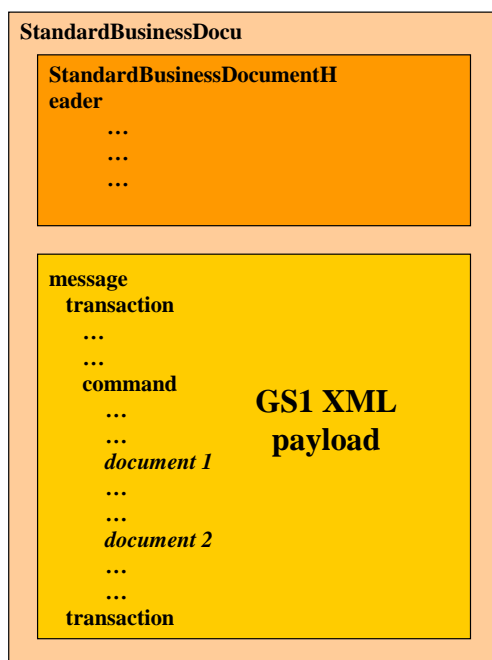 StandardBusinessDocu
StandardBusinessDocumentH
eader
…
…
…
message
transaction
…
…
command
…
…
document 1
…
…
document 2
…
…
transaction
GS1 XML
payload